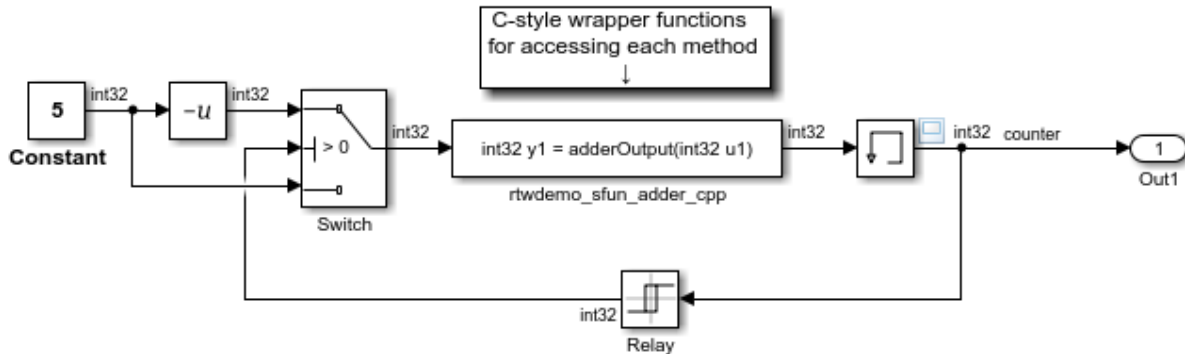 C-style wrapper functions
for accessing each method
↓
5
int32
−u
int32
> 0
int32
int32 y1 = adderOutput(int32 u1)
int32
int32
counter
1
Constant
Switch
rtwdemo_sfun_adder_cpp
Out1
int32
Relay